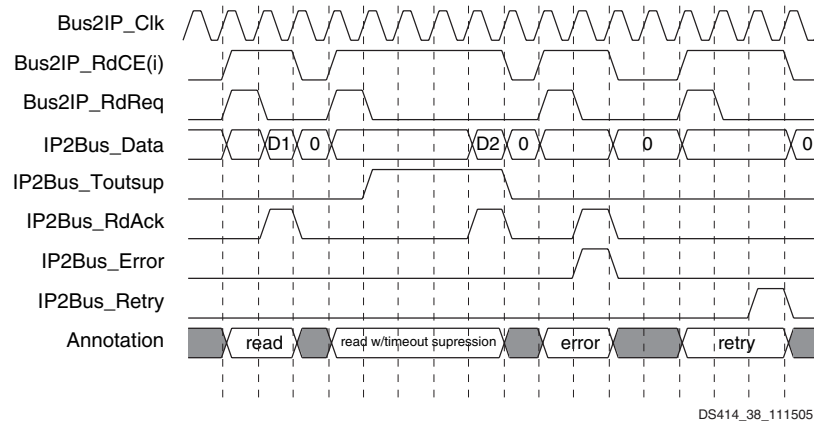 Bus2IP_Clk
Bus2IP_RdCE(i)
Bus2IP_RdReq
IP2Bus_Data D1 0 D2 0 0 0
IP2Bus_Toutsup
IP2Bus_RdAck
IP2Bus_Error
IP2Bus_Retry
Annotation read read w/timeout supression error retry
DS414_38_111505